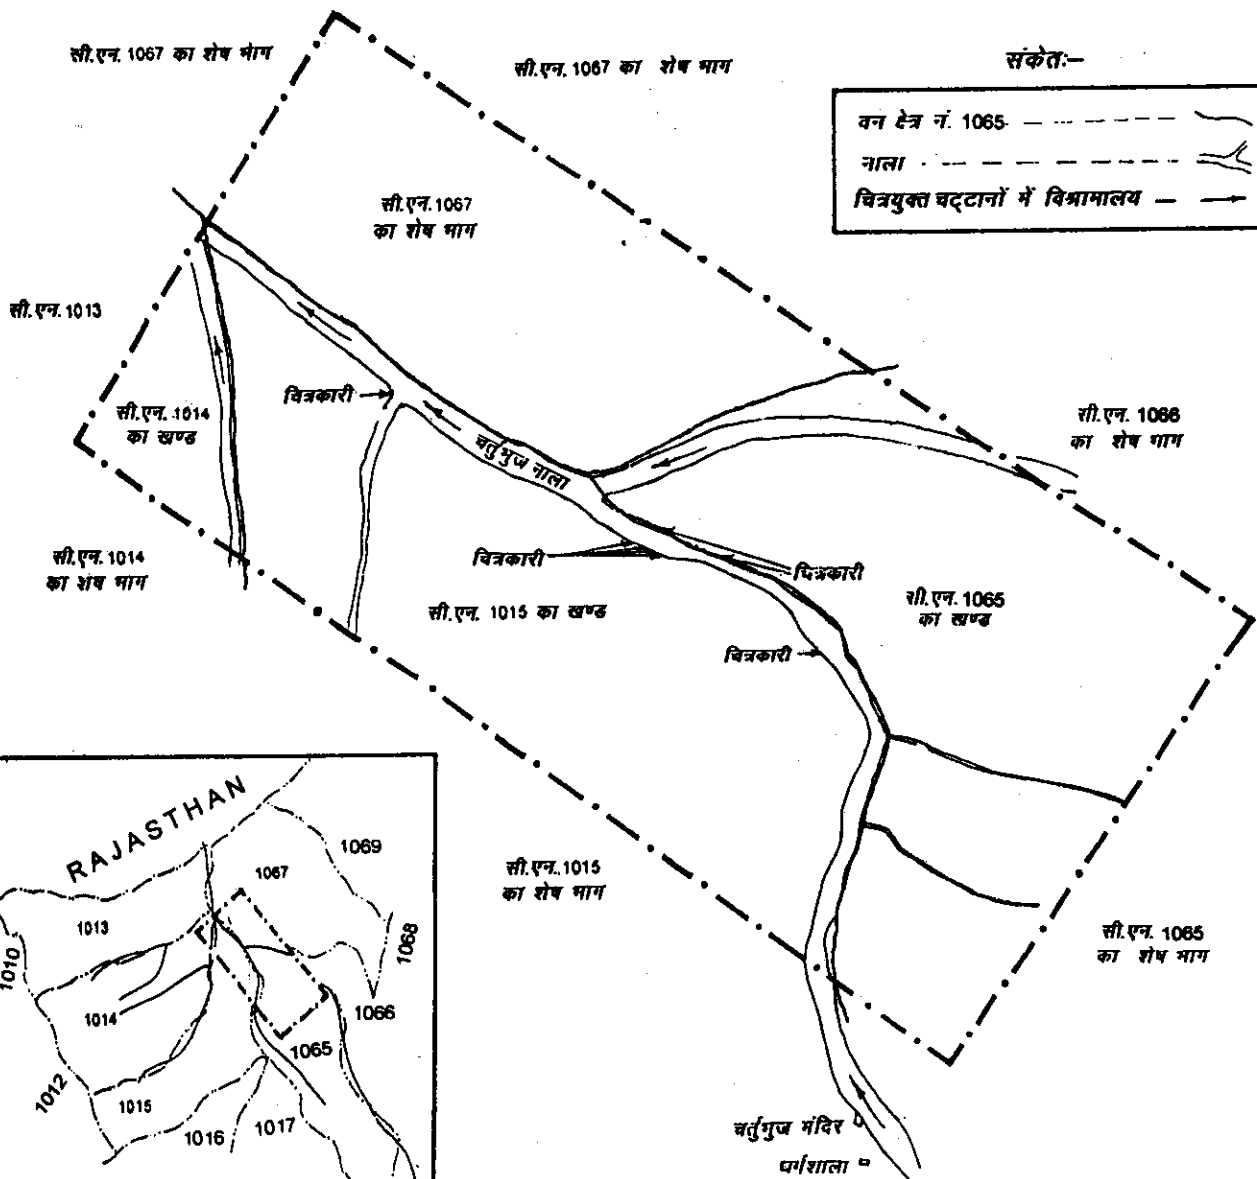 सी.एन. 1067 का शेष भाग
सी.एन. 1067 का शेष भाग
संकेतः—
वन क्षेत्र नं. 1065
नाला
चित्रयुक्त चट्टानों में विश्रामालय
सी.एन. 1067
का शेष भाग
सी.एन. 1013
सी.एन. 1014
का खण्ड
चित्रकारी
चर्तुभुज नाला
सी.एन. 1066
का शेष भाग
सी.एन. 1014
का शेष भाग
चित्रकारी
चित्रकारी
सी.एन. 1015 का खण्ड
सी.एन. 1065
का खण्ड
चित्रकारी
सी.एन. 1015
का शेष भाग
सी.एन. 1065
का शेष भाग
चर्तुभुज मंदिर
धर्मशाला
RAJASTHAN
1069
1067
1013
1010
1068
1014
1066
1065
1012
1015
1016
1017